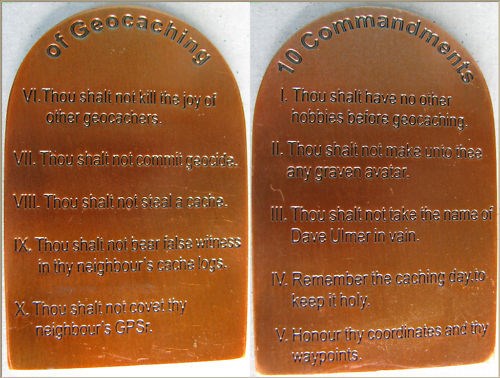 of Geocaching
VI. Thou shalt not kill the joy of
other geocachers.
VII. Thou shalt not commit geocide.
VIII. Thou shalt not steal a cache.
IX. Thou shalt not bear false witness
in thy neighbour's cache logs.
X. Thou shalt not covet thy
neighbour's GPSr.
10 Commandments
I. Thou shalt have no other
hobbies before geocaching.
II. Thou shalt not make unto thee
any graven avatar.
III. Thou shalt not take the name of
Dave Ulmer in vain.
IV. Remember the caching day, to
keep it holy.
V. Honour thy coordinates and thy
waypoints.